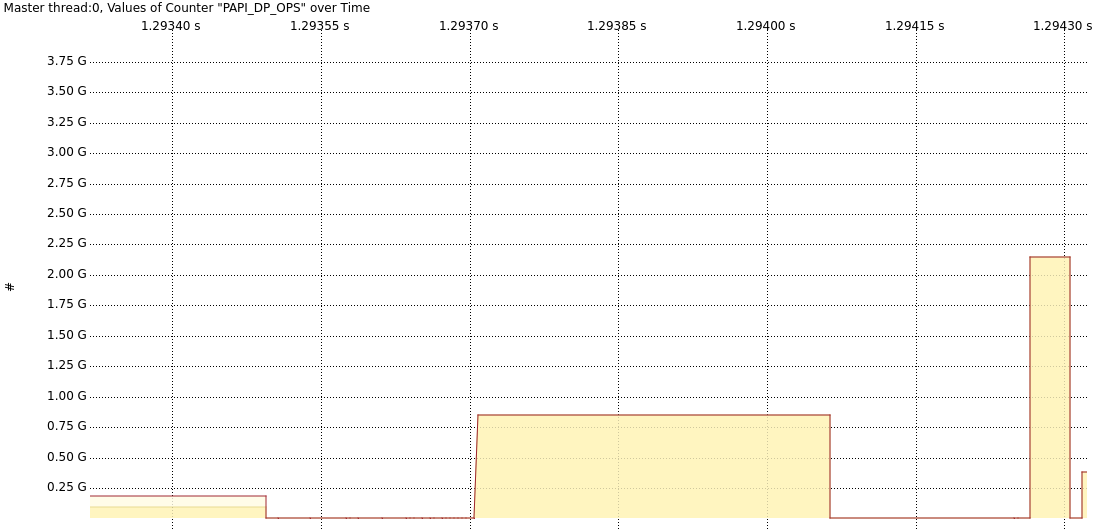 Master thread:0, Values of Counter "PAPI_DP_OPS" over Time
1.29340 s 1.29355 s 1.29370 s 1.29385 s 1.29400 s 1.29415 s 1.29430 s
3.75 G
3.50 G
3.25 G
3.00 G
2.75 G
2.50 G
2.25 G
2.00 G
#
1.75 G
1.50 G
1.25 G
1.00 G
0.75 G
0.50 G
0.25 G